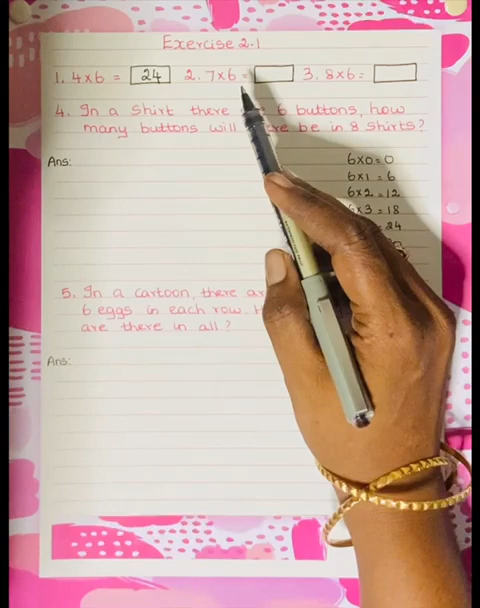 Exercise 2.1
1. 4x6 = 24 2. 7x6 = 3. 8x6 =
4. In a shirt there 6 buttons, how
many buttons will there be in 8 shirts?
Ans:
6x0 = 0
6x1 = 6
6x2 = 12
6x3 = 18
= 24
5. In a cartoon, there
6 eggs in each row.
are there in all?
Ans: